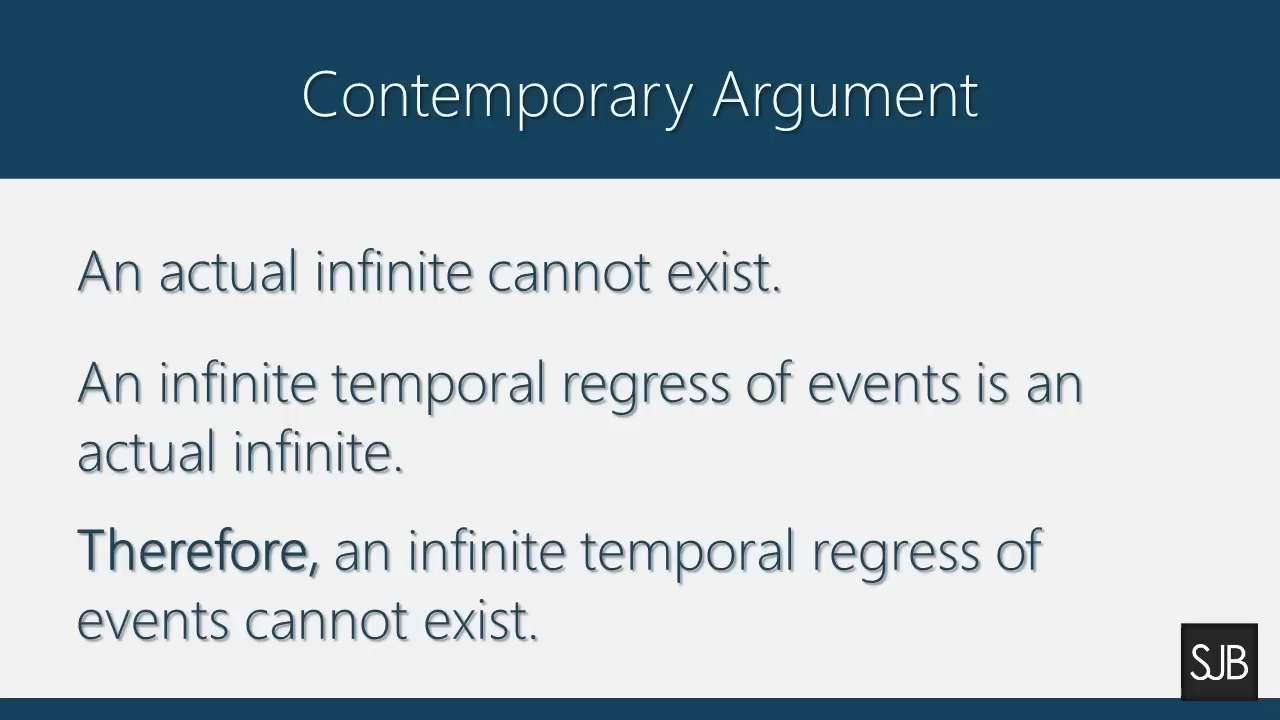 Contemporary Argument
An actual infinite cannot exist.
An infinite temporal regress of events is an
actual infinite.
Therefore, an infinite temporal regress of
events cannot exist.
SJB